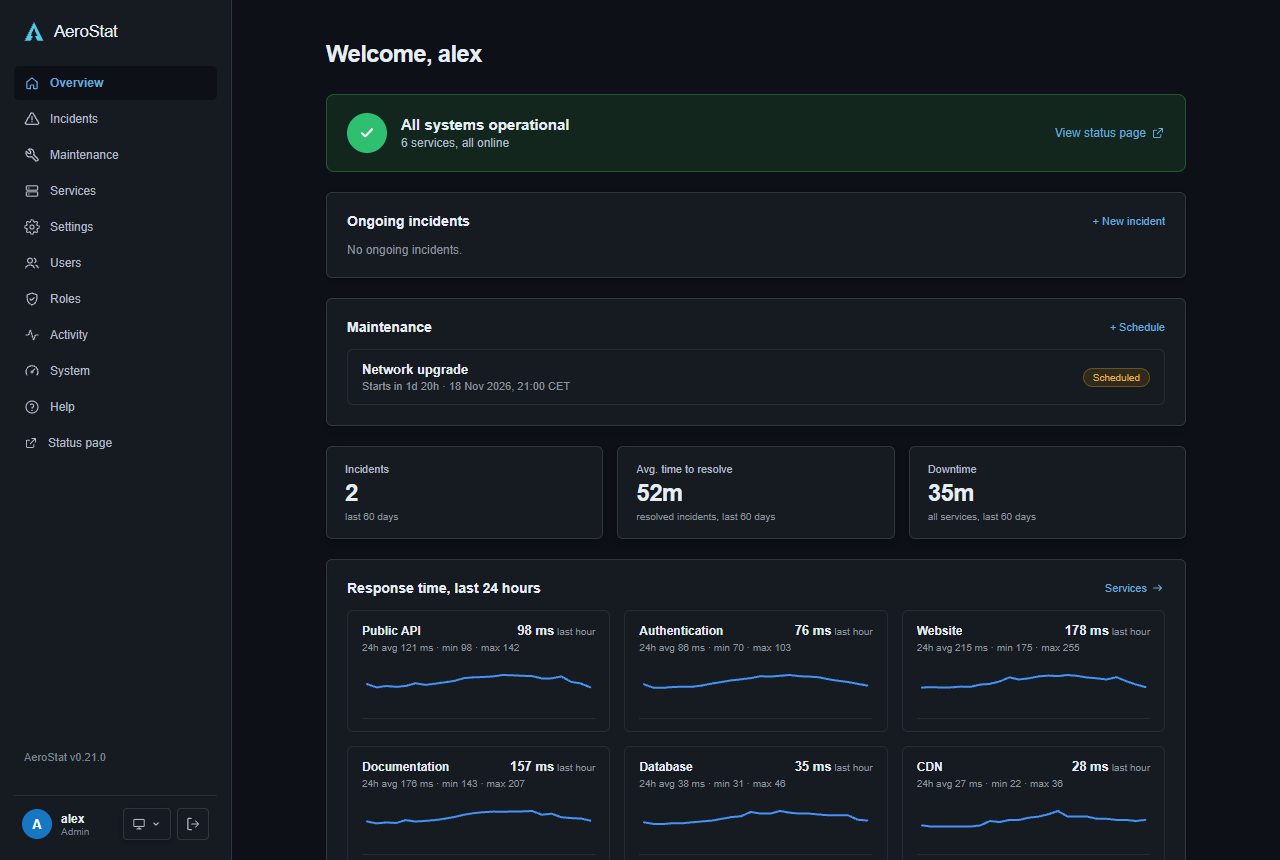 AeroStat
Overview
Incidents
Maintenance
Services
Settings
Users
Roles
Activity
System
Help
Status page
AeroStat v0.21.0
A
alex
Admin
Welcome, alex
All systems operational
6 services, all online
View status page
Ongoing incidents
+ New incident
No ongoing incidents.
Maintenance
+ Schedule
Network upgrade
Starts in 1d 20h · 18 Nov 2026, 21:00 CET
Scheduled
Incidents
2
last 60 days
Avg. time to resolve
52m
resolved incidents, last 60 days
Downtime
35m
all services, last 60 days
Response time, last 24 hours
Services →
Public API
98 ms last hour
24h avg 121 ms · min 98 · max 142
Authentication
76 ms last hour
24h avg 86 ms · min 70 · max 103
Website
178 ms last hour
24h avg 215 ms · min 175 · max 255
Documentation
157 ms last hour
24h avg 176 ms · min 143 · max 207
Database
35 ms last hour
24h avg 38 ms · min 31 · max 46
CDN
28 ms last hour
24h avg 27 ms · min 22 · max 36